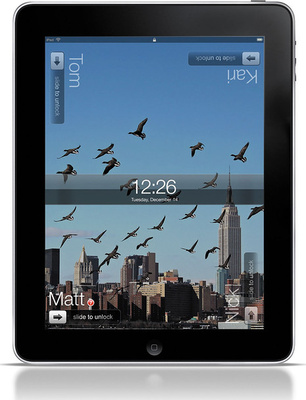 iPad
Tom
slide to unlock
Kari
slide to unlock
12:26
Tuesday, December 14
Matt
slide to unlock
Nick
slide to unlock